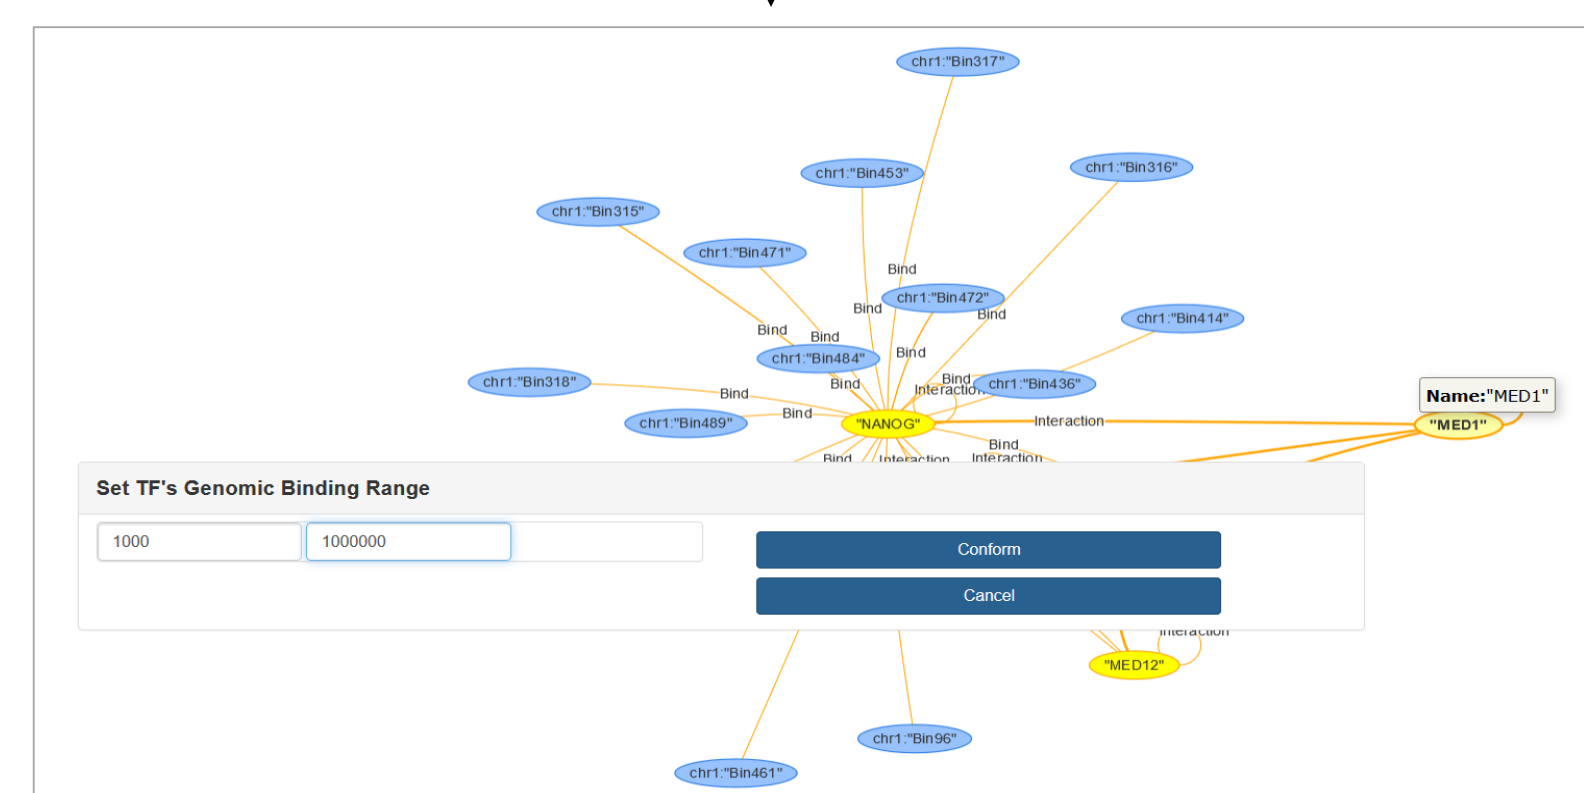 chr1:"Bin317"
chr1:"Bin453"
chr1:"Bin316"
chr1:"Bin315"
chr1:"Bin471"
Bind
chr1:"Bin472"
Bind
Bind
chr1:"Bin414"
Bind
Bind
chr1:"Bin484"
Bind
chr1:"Bin318"
Bind
Bind
chr1:"Bin436"
Interaction
Bind
Name:"MED1"
chr1:"Bin489"
Bind
"NANOG"
Interaction
"MED1"
Bind
Bind
Interaction
Interaction
Set TF's Genomic Binding Range
1000
1000000
Conform
Cancel
Interaction
"MED12"
chr1:"Bin96"
chr1:"Bin461"